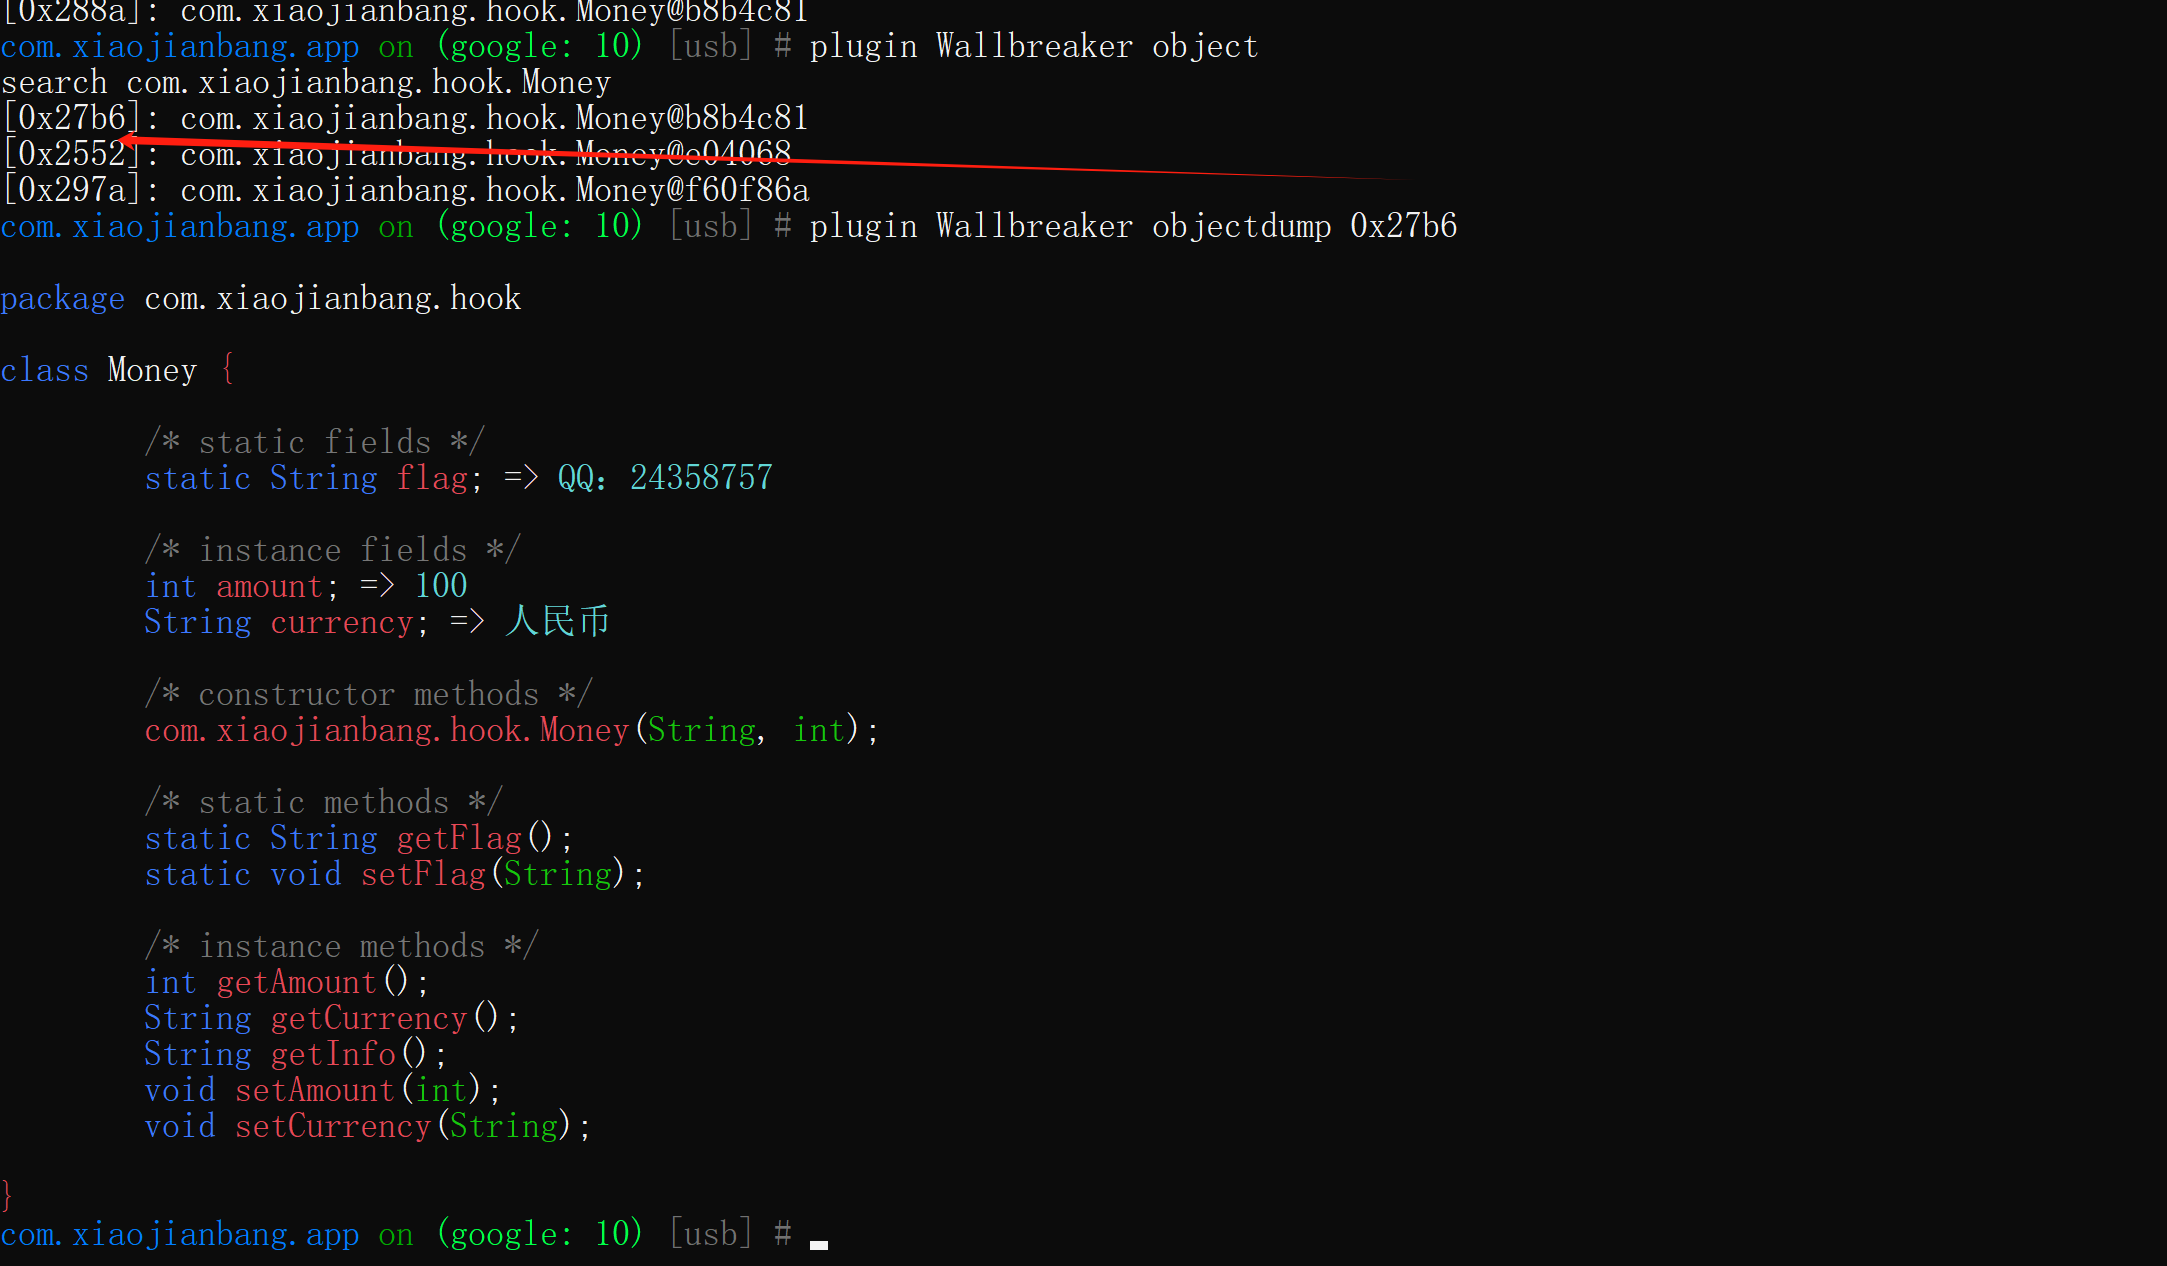 [0x288a]: com.xiaojianbang.hook.Money@b8b4c81
com.xiaojianbang.app on (google: 10) [usb] # plugin Wallbreaker object
search com.xiaojianbang.hook.Money
[0x27b6]: com.xiaojianbang.hook.Money@b8b4c81
[0x2552]: com.xiaojianbang.hook.Money@e04068
[0x297a]: com.xiaojianbang.hook.Money@f60f86a
com.xiaojianbang.app on (google: 10) [usb] # plugin Wallbreaker objectdump 0x27b6
package com.xiaojianbang.hook
class Money {
/* static fields */
static String flag; => QQ：24358757
/* instance fields */
int amount; => 100
String currency; => 人民币
/* constructor methods */
com.xiaojianbang.hook.Money(String, int);
/* static methods */
static String getFlag();
static void setFlag(String);
/* instance methods */
int getAmount();
String getCurrency();
String getInfo();
void setAmount(int);
void setCurrency(String);
}
com.xiaojianbang.app on (google: 10) [usb] #